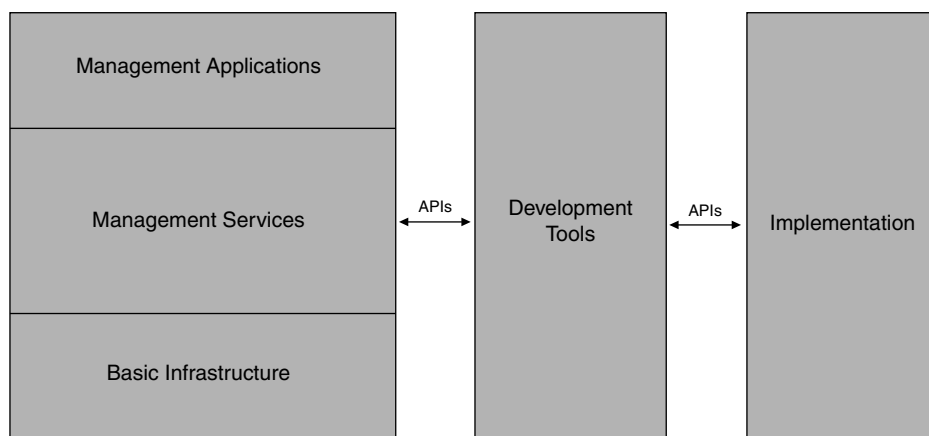 Management Applications
Management Services
Basic Infrastructure
APIs
Development
Tools
APIs
Implementation